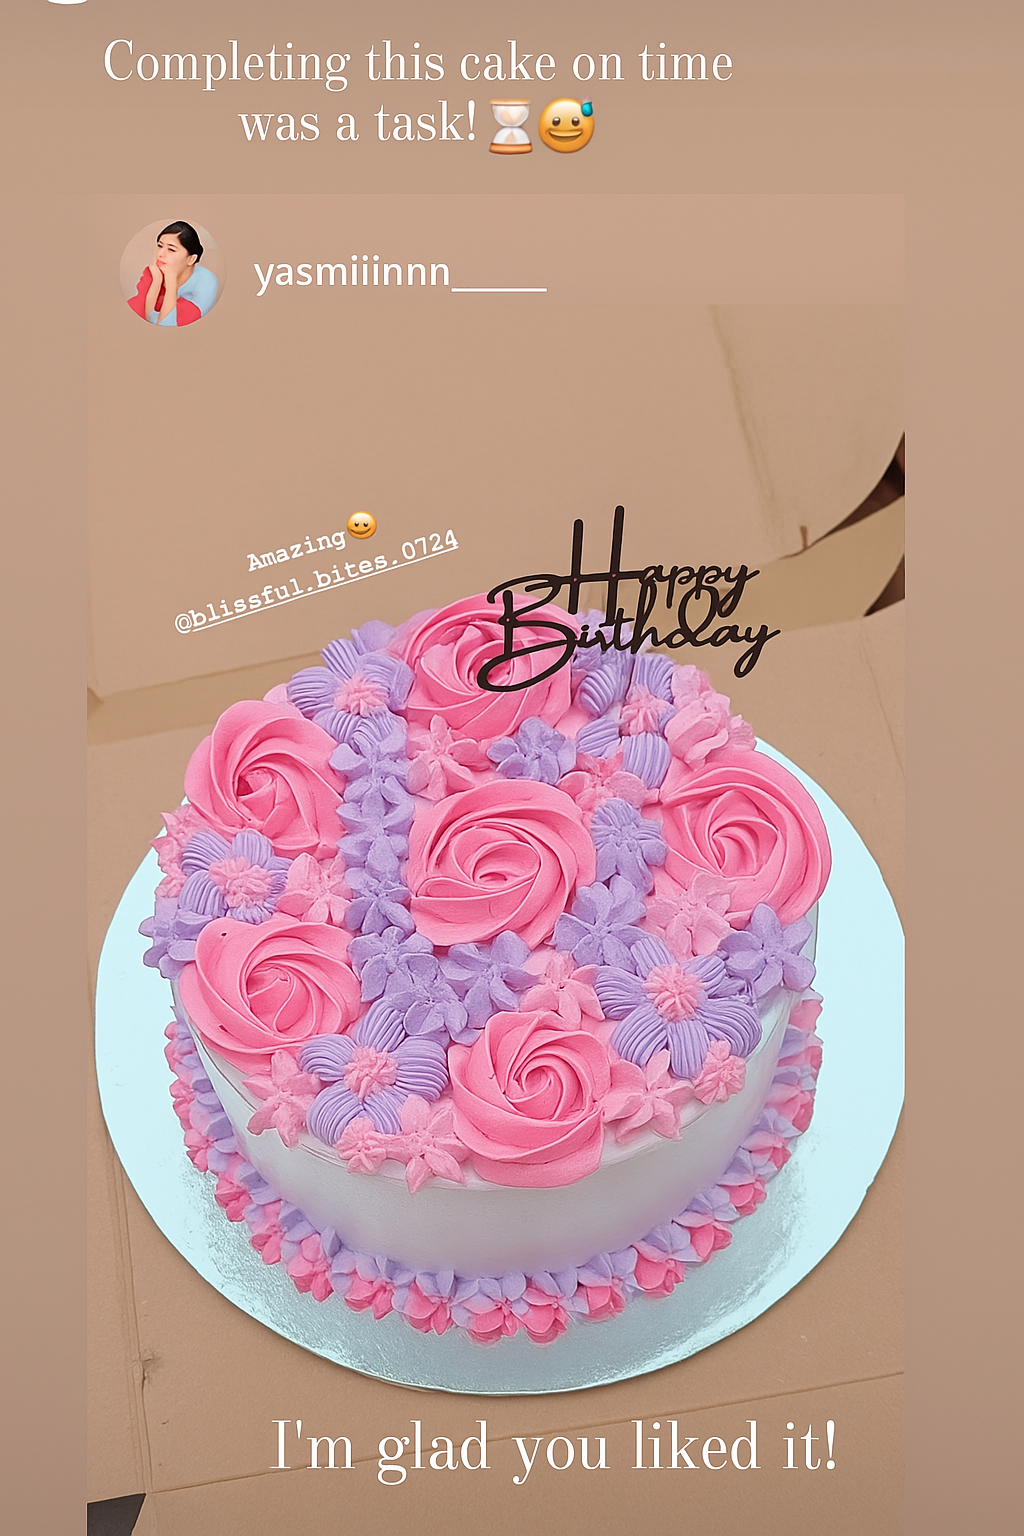 Completing this cake on time
was a task!⏳😅
yasmiiinnn_____
Amazing🙂
@blissful.bites.0724
Happy
Birthday
I'm glad you liked it!